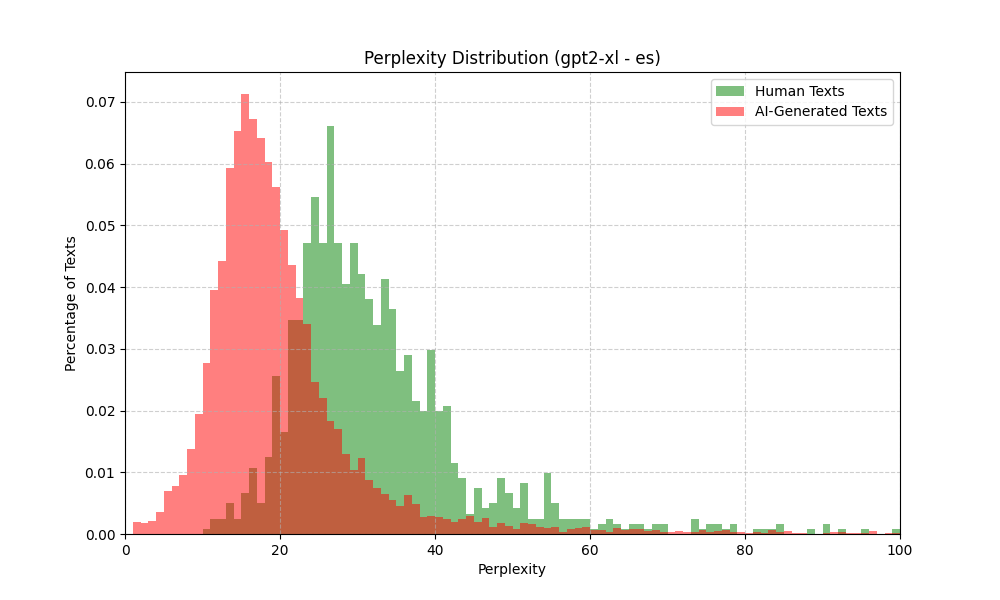 Perplexity Distribution (gpt2-xl - es)
Human Texts
AI-Generated Texts
Percentage of Texts
0.07
0.06
0.05
0.04
0.03
0.02
0.01
0.00
0 20 40 60 80 100
Perplexity